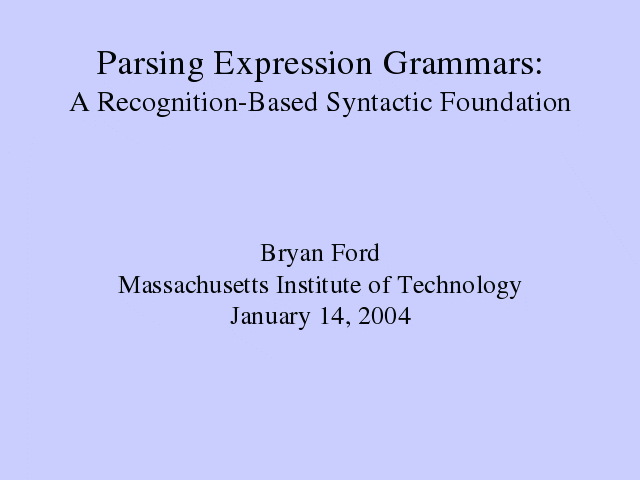 Parsing Expression Grammars:
A Recognition-Based Syntactic Foundation
Bryan Ford
Massachusetts Institute of Technology
January 14, 2004